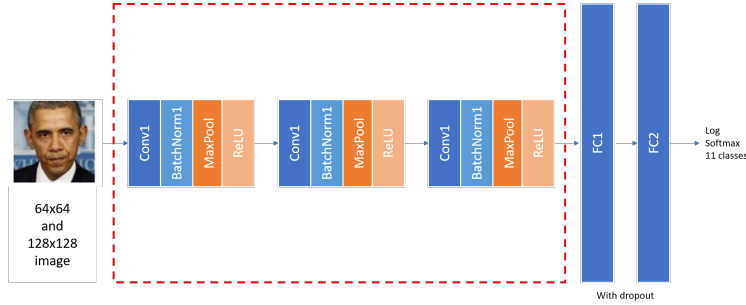 64x64
and
128x128
image
Conv1
BatchNorm1
MaxPool
ReLU
Conv1
BatchNorm1
MaxPool
ReLU
Conv1
BatchNorm1
MaxPool
ReLU
FC1
FC2
With dropout
Log
Softmax
11 classes